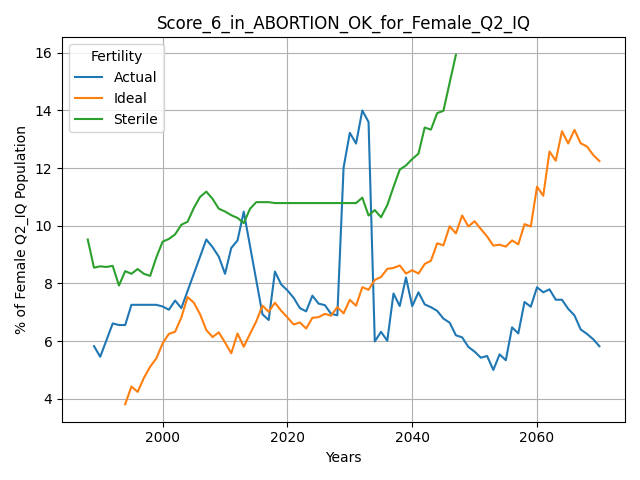 Score_6_in_ABORTION_OK_for_Female_Q2_IQ
% of Female Q2_IQ Population
16
14
12
10
8
6
4
Fertility
Actual
Ideal
Sterile
2000
2020
2040
2060
Years